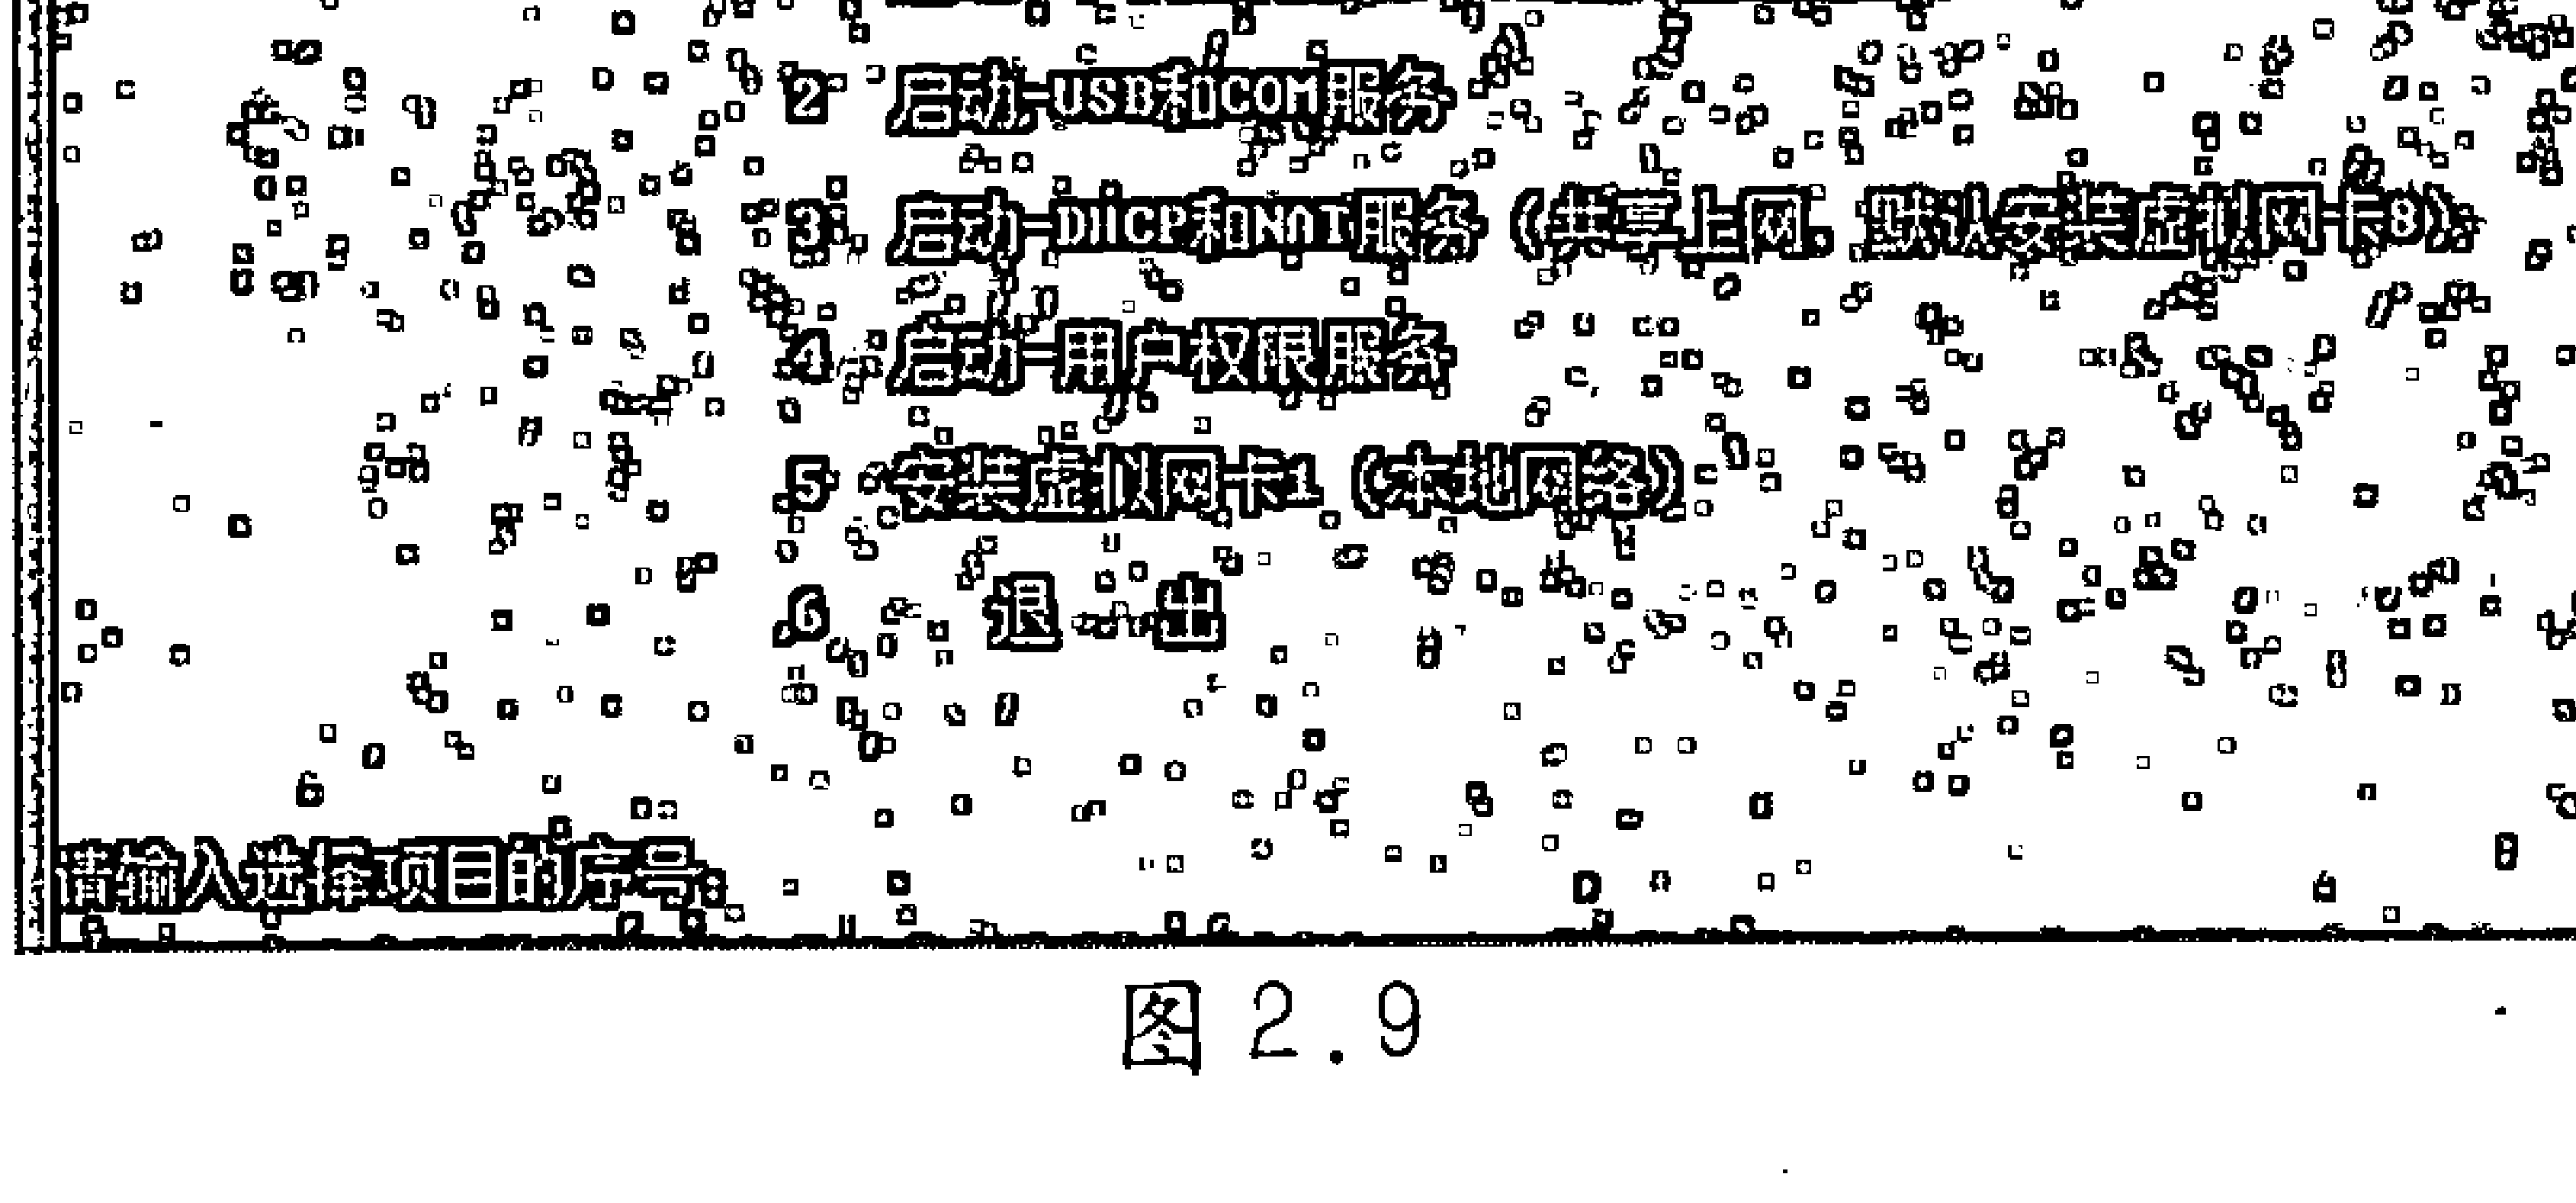 2 启动-USB和COM服务
3 启动-DHCP和NAT服务 (共享上网. 默认安装虚拟网卡8)
4 启动-用户权限服务
5 安装虚拟网卡1 (本地网络)
6 退 出
请输入选择项目的序号:
图 2.9